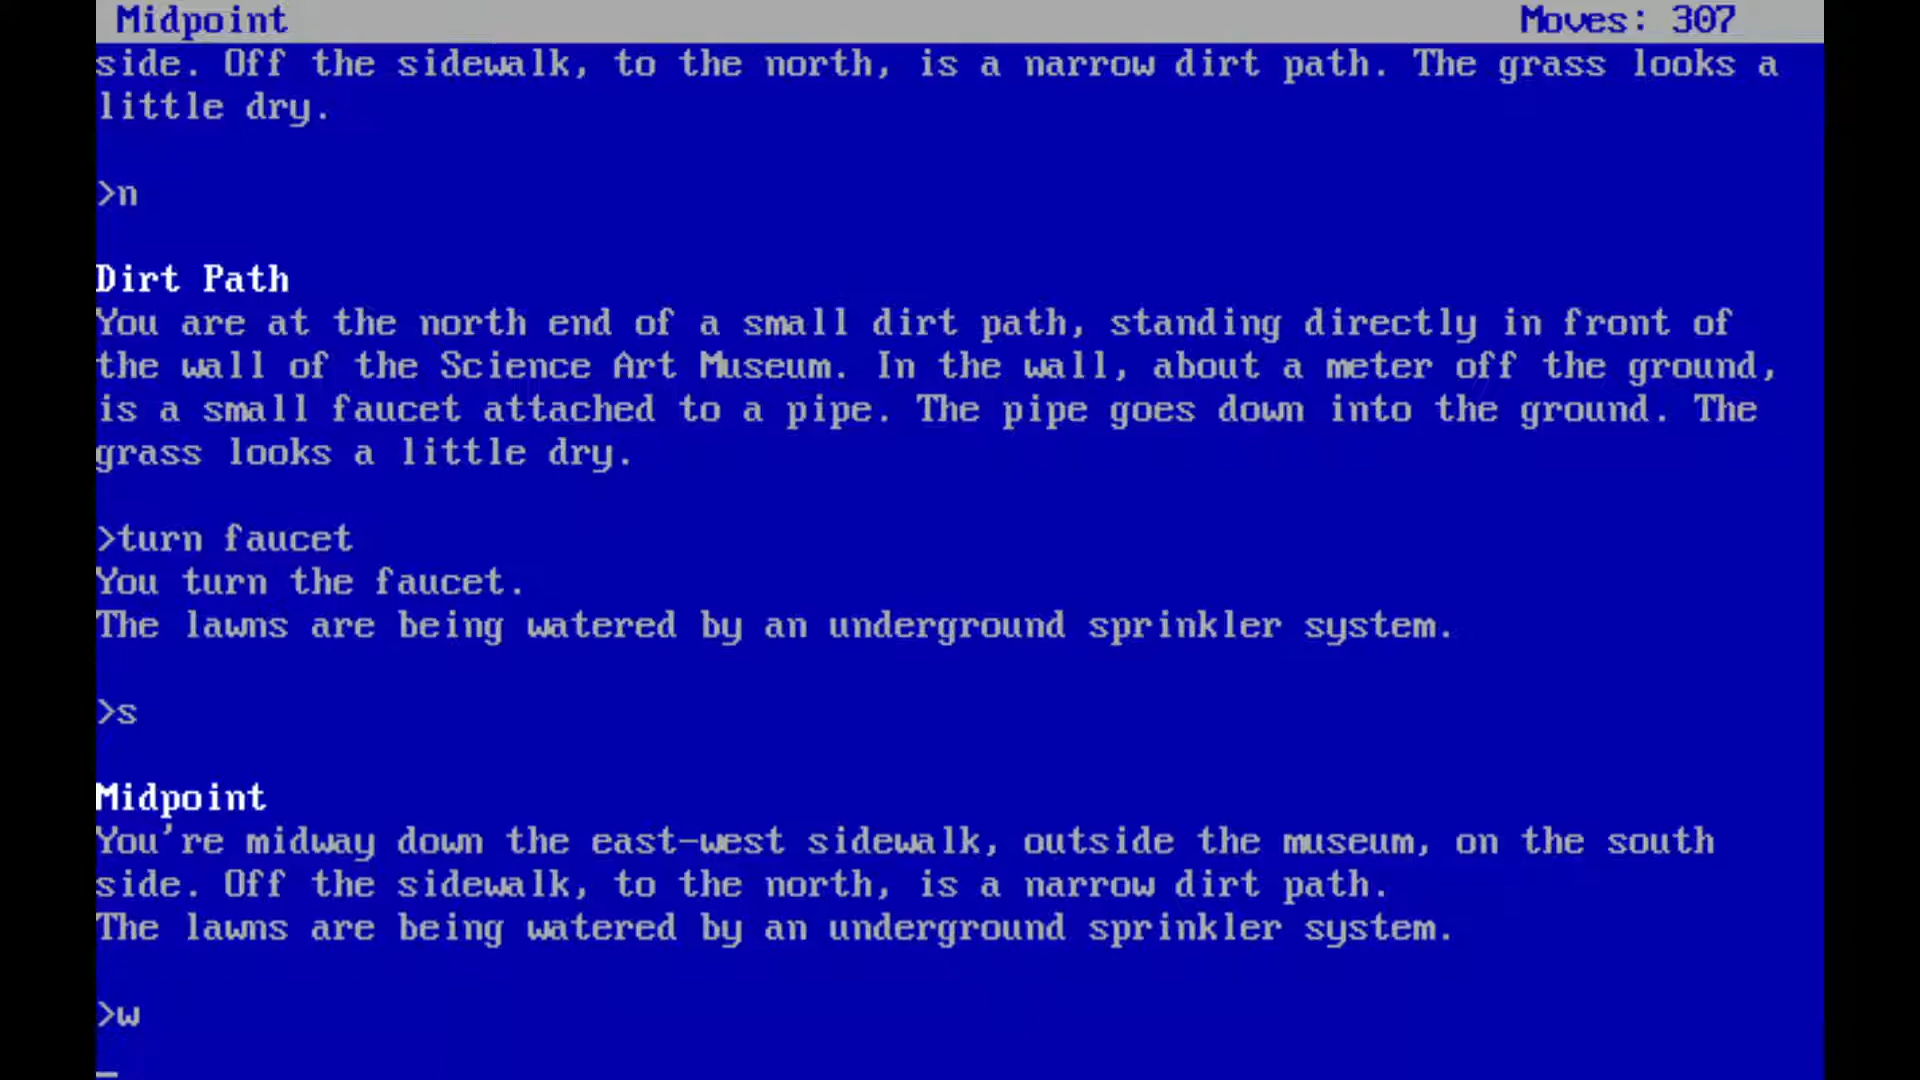 Midpoint Moves: 307
side. Off the sidewalk, to the north, is a narrow dirt path. The grass looks a
little dry.
>n
Dirt Path
You are at the north end of a small dirt path, standing directly in front of
the wall of the Science Art Museum. In the wall, about a meter off the ground,
is a small faucet attached to a pipe. The pipe goes down into the ground. The
grass looks a little dry.
>turn faucet
You turn the faucet.
The lawns are being watered by an underground sprinkler system.
>s
Midpoint
You're midway down the east-west sidewalk, outside the museum, on the south
side. Off the sidewalk, to the north, is a narrow dirt path.
The lawns are being watered by an underground sprinkler system.
>w